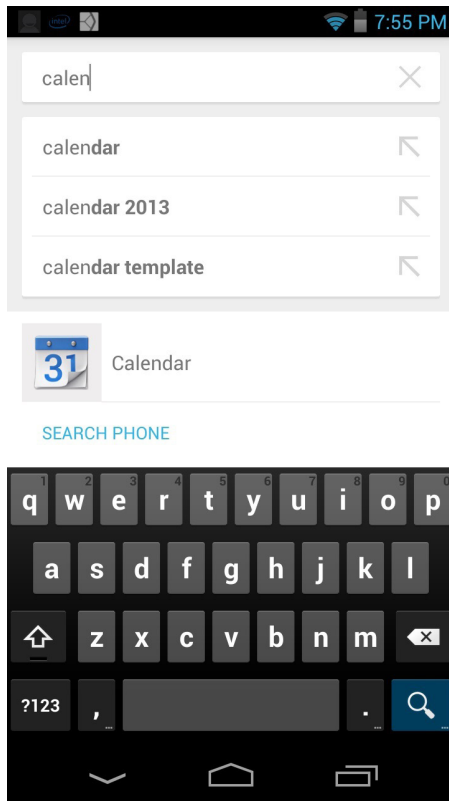 intel
7:55 PM
calen
calendar
calendar 2013
calendar template
31
Calendar
SEARCH PHONE
1 2 3 4 5 6 7 8 9 0
q w e r t y u i o p
a s d f g h j k l
z x c v b n m
?123 , ... . ... ...